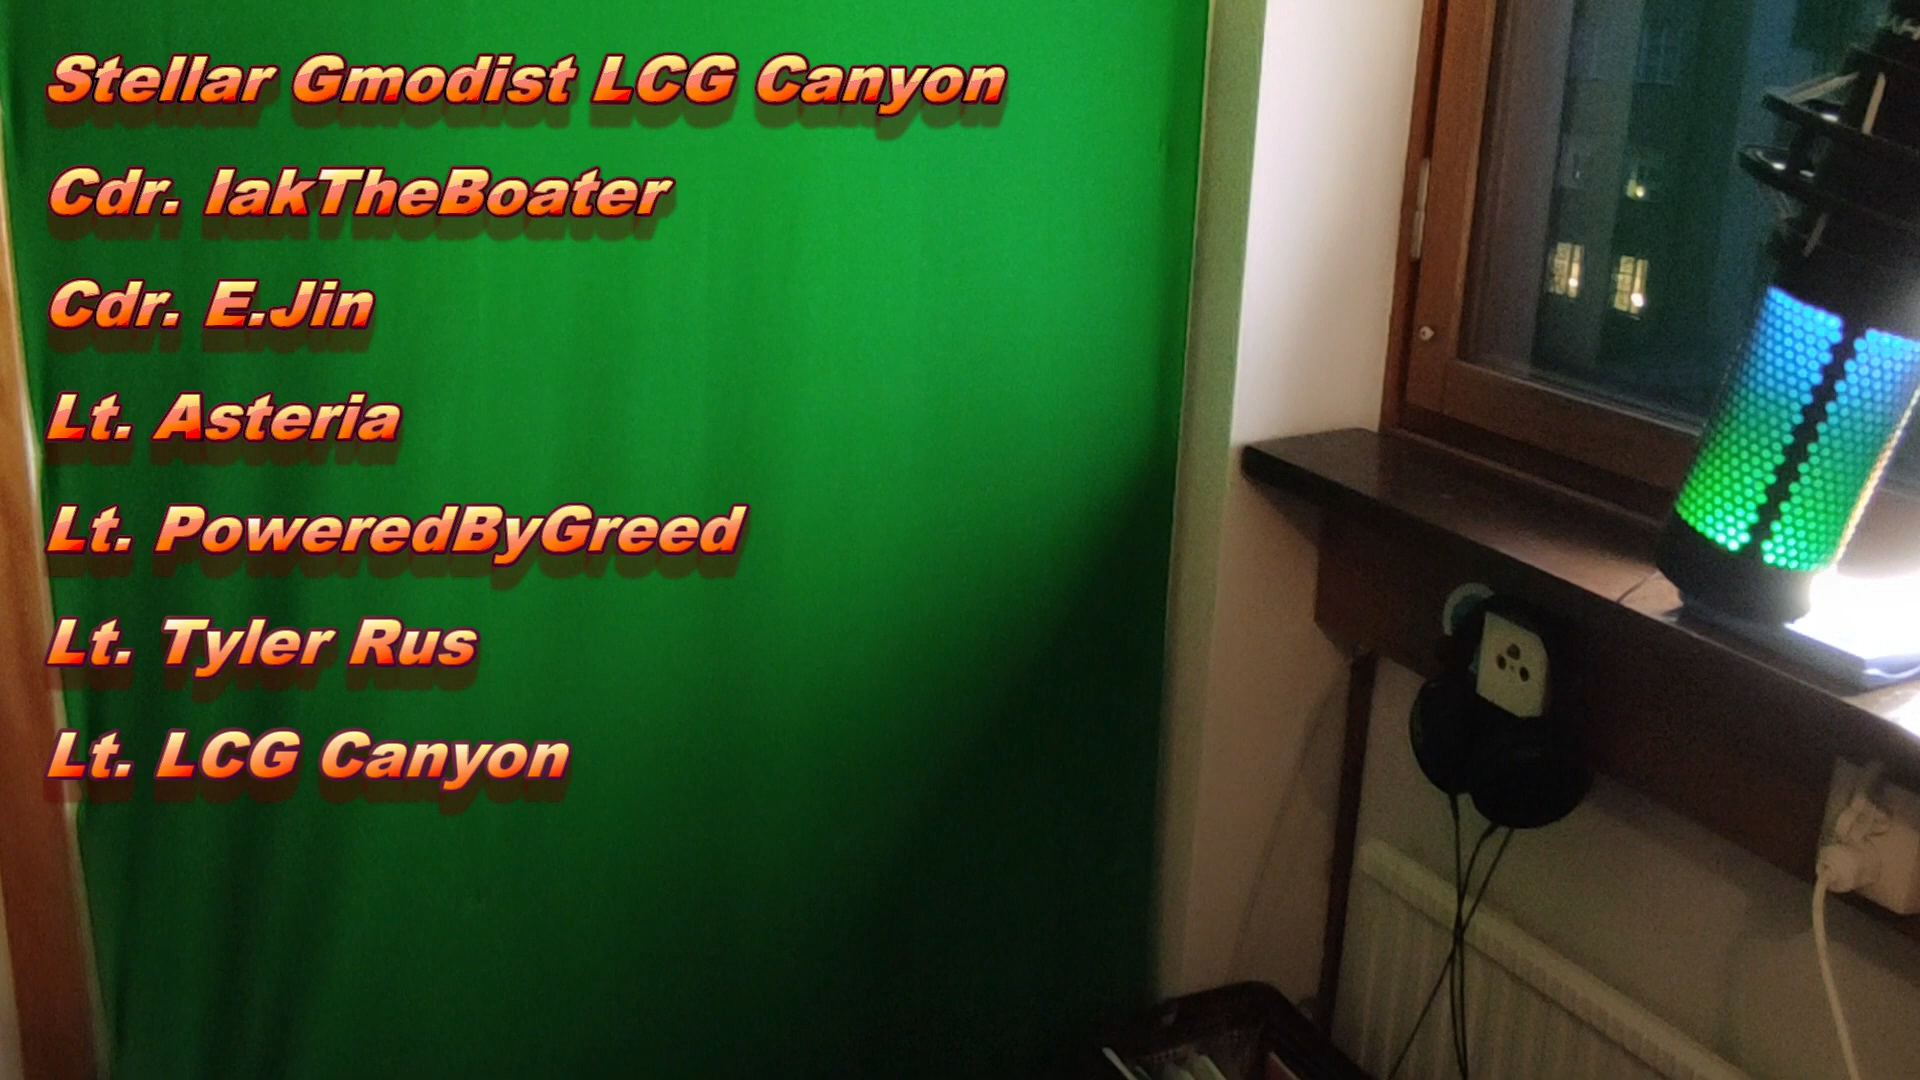 Stellar Gmodist LCG Canyon
Cdr. IakTheBoater
Cdr. E.Jin
Lt. Asteria
Lt. PoweredByGreed
Lt. Tyler Rus
Lt. LCG Canyon